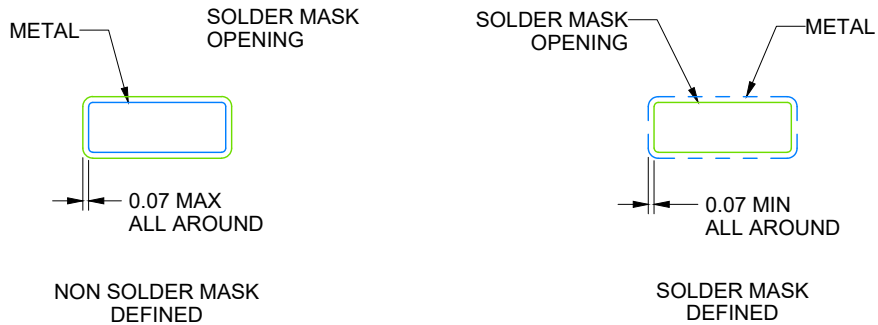 METAL
SOLDER MASK
OPENING
0.07 MAX
ALL AROUND
NON SOLDER MASK
DEFINED
SOLDER MASK
OPENING
METAL
0.07 MIN
ALL AROUND
SOLDER MASK
DEFINED